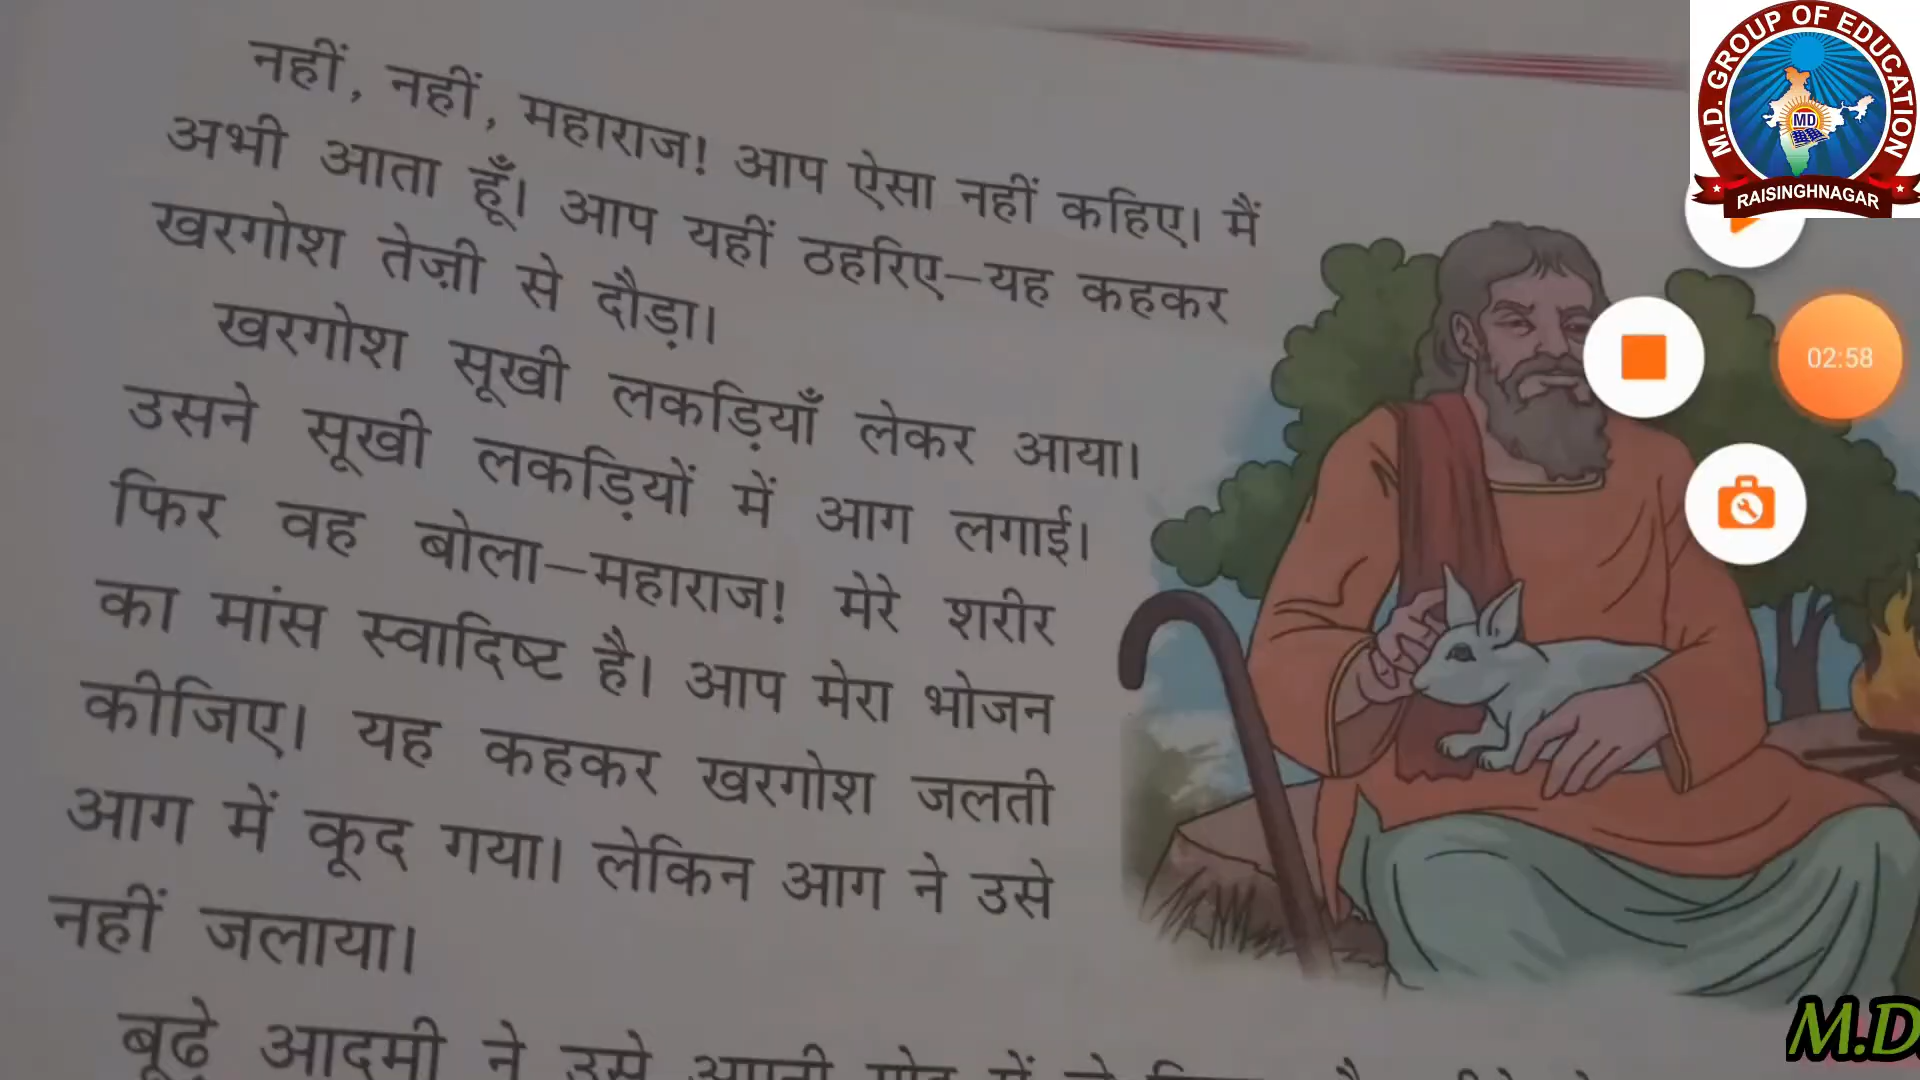 नहीं, नहीं, महाराज! आप ऐसा नहीं कहिए। मैं
अभी आता हूँ। आप यहीं ठहरिए–यह कहकर
खरगोश तेज़ी से दौड़ा।
खरगोश सूखी लकड़ियाँ लेकर आया।
उसने सूखी लकड़ियों में आग लगाई।
फिर वह बोला–महाराज! मेरे शरीर
का मांस स्वादिष्ट है। आप मेरा भोजन
कीजिए। यह कहकर खरगोश जलती
आग में कूद गया। लेकिन आग ने उसे
नहीं जलाया।
बूढ़े आदमी ने उसे अपनी गोद में
M.D. GROUP OF EDUCATION
MD
RAISINGHNAGAR
02:58
M.D